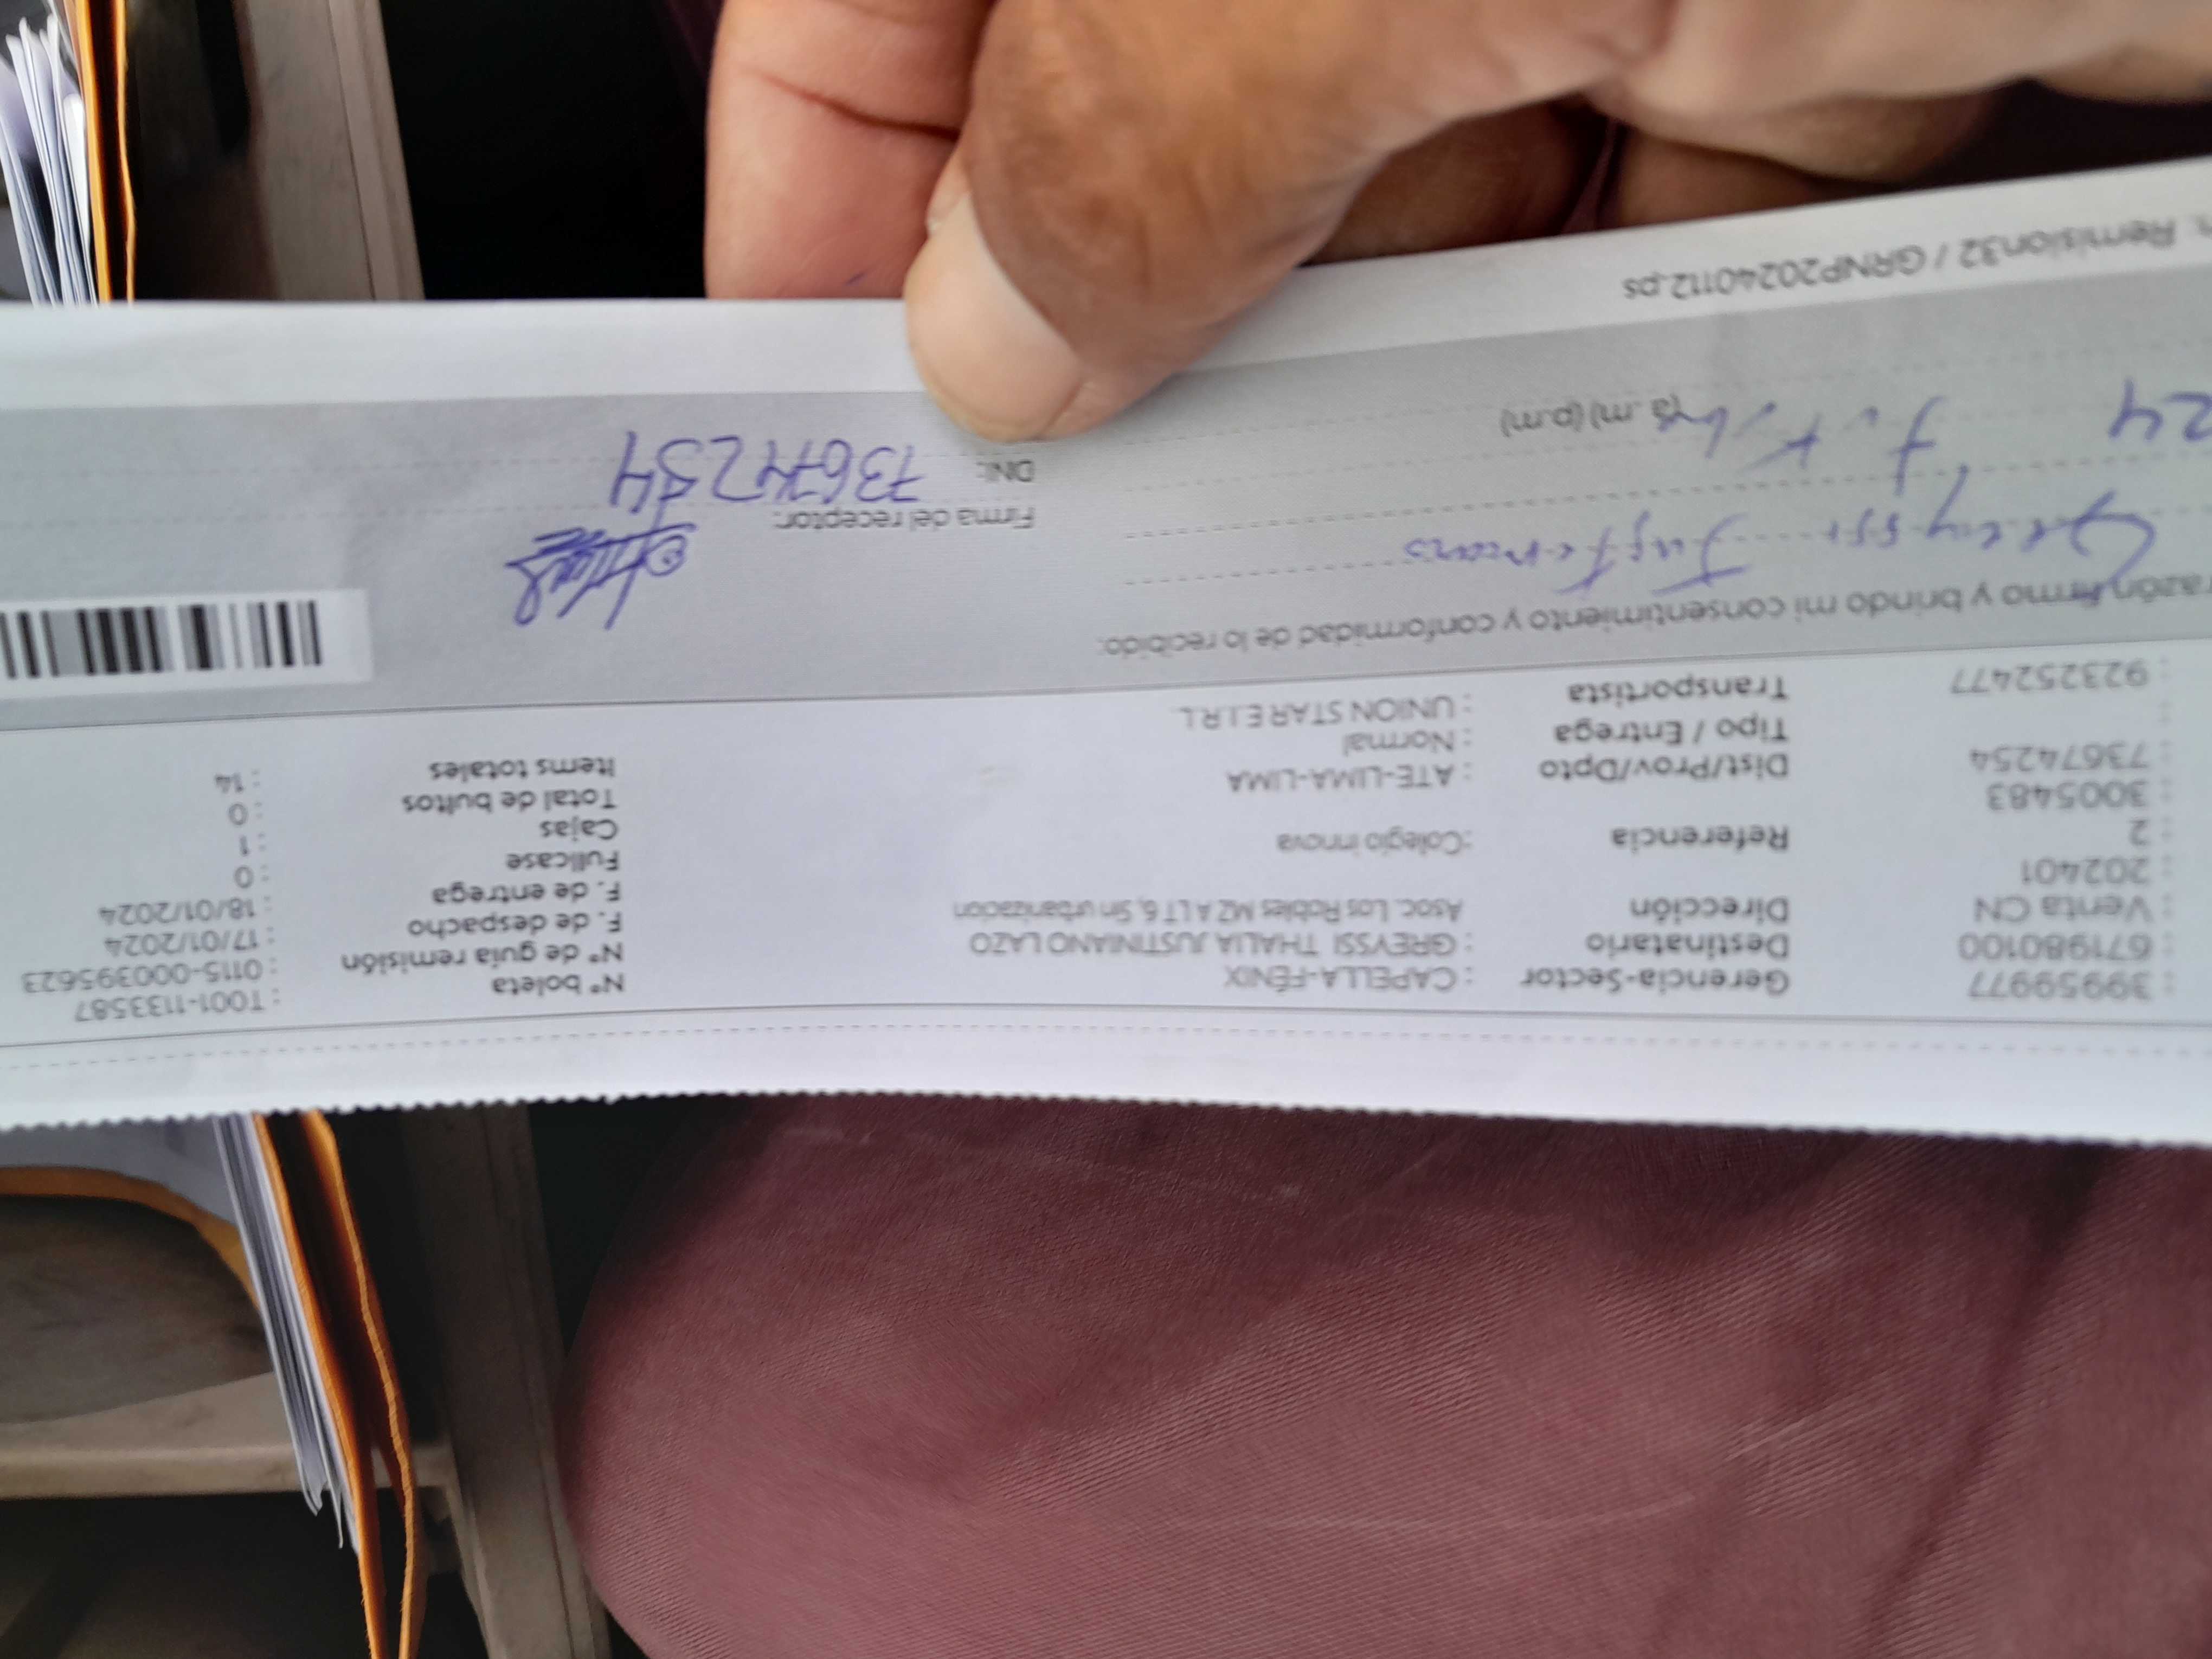 : 39959977 Gerencia-Sector : CAPELLA-FÉNIX N° boleta : T001-1133587
: 671980100 Destinatario : GREYSSI THALIA JUSTINIANO LAZO N° de guía remisión : 0115-000395623
: Venta CN Dirección Asoc. Los Robles MZ A LT 6, Sin urbanizacion F. de despacho : 17/01/2024
: 202401 F. de entrega : 18/01/2024
: 2 Referencia : Colegio innova Fullcase : 0
: 3005483 Cajas : 1
: 73674254 Dist/Prov/Dpto : ATE-LIMA-LIMA Total de bultos : 0
: Tipo / Entrega : Normal Items totales : 14
: 923252477 Transportista : UNION STAR E.I.R.L
razón firmo y brindo mi consentimiento y conformidad de lo recibido:
Greyssi
Firma del receptor:
24 (a.m) (p.m) DNI: 73674254
Remision32 / GRNP20240112.ps